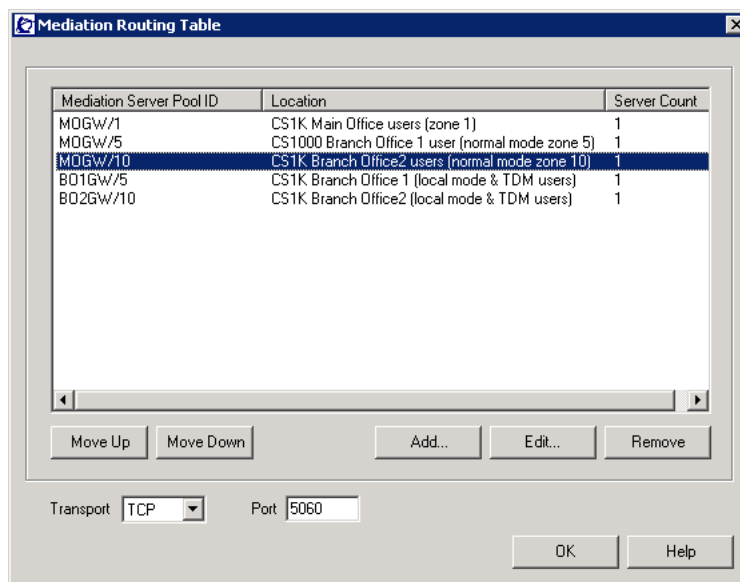 Mediation Routing Table
Mediation Server Pool ID Location Server Count
MOGW/1 CS1K Main Office users (zone 1) 1
MOGW/5 CS1000 Branch Office 1 user (normal mode zone 5) 1
MOGW/10 CS1K Branch Office2 users (normal mode zone 10) 1
BO1GW/5 CS1K Branch Office 1 (local mode & TDM users) 1
BO2GW/10 CS1K Branch Office2 (local mode & TDM users) 1
Move Up Move Down Add... Edit... Remove
Transport TCP Port 5060
OK Help